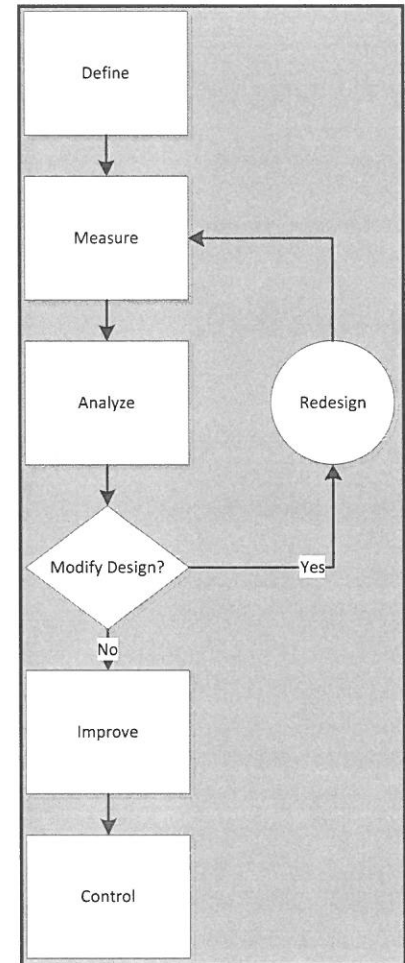 Define
Measure
Analyze
Redesign
Modify Design?
Yes
No
Improve
Control